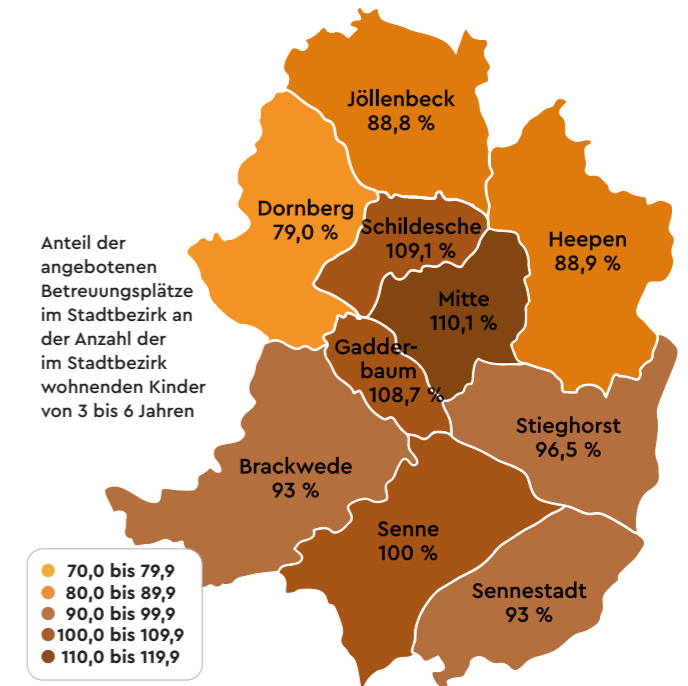 Jöllenbeck
88,8 %
Dornberg
79,0 %
Schildesche
109,1 %
Heepen
88,9 %
Anteil der
angebotenen
Betreuungsplätze
im Stadtbezirk an
der Anzahl der
im Stadtbezirk
wohnenden Kinder
von 3 bis 6 Jahren
Mitte
110,1 %
Gadder-
baum
108,7 %
Stieghorst
96,5 %
Brackwede
93 %
Senne
100 %
Sennestadt
93 %
70,0 bis 79,9
80,0 bis 89,9
90,0 bis 99,9
100,0 bis 109,9
110,0 bis 119,9